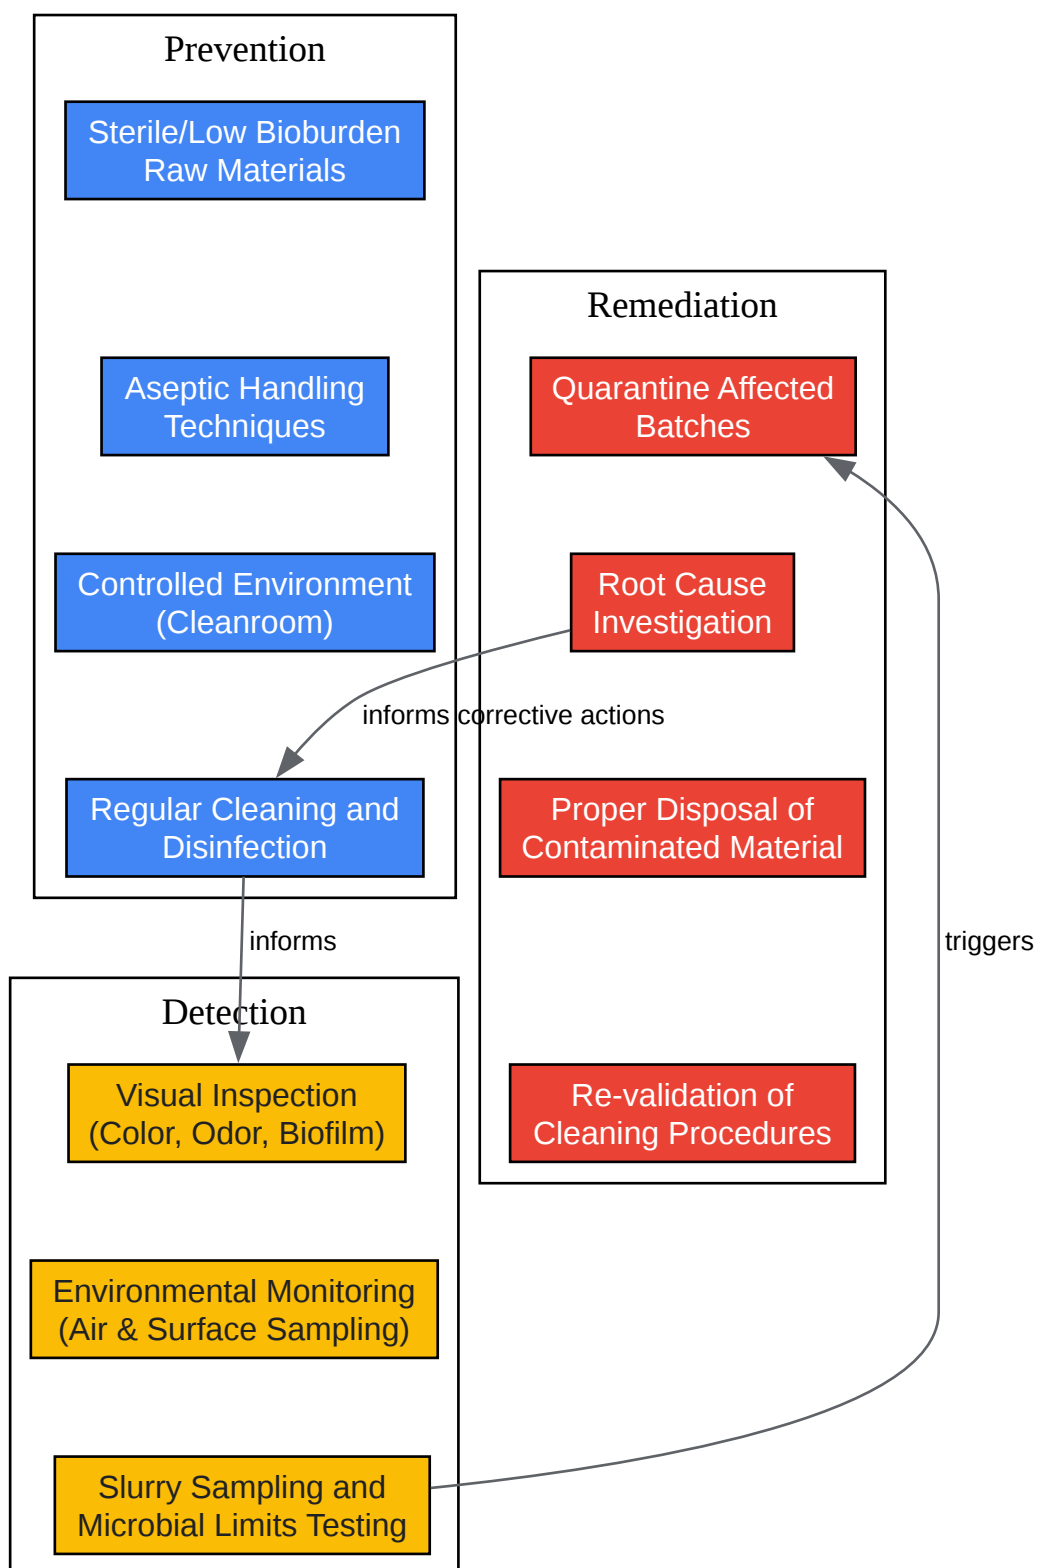 Prevention
Sterile/Low Bioburden
Raw Materials
Remediation
Aseptic Handling
Techniques
Quarantine Affected
Batches
Controlled Environment
(Cleanroom)
Root Cause
Investigation
informs corrective actions
Regular Cleaning and
Disinfection
Proper Disposal of
Contaminated Material
informs
triggers
Detection
Visual Inspection
(Color, Odor, Biofilm)
Re-validation of
Cleaning Procedures
Environmental Monitoring
(Air & Surface Sampling)
Slurry Sampling and
Microbial Limits Testing